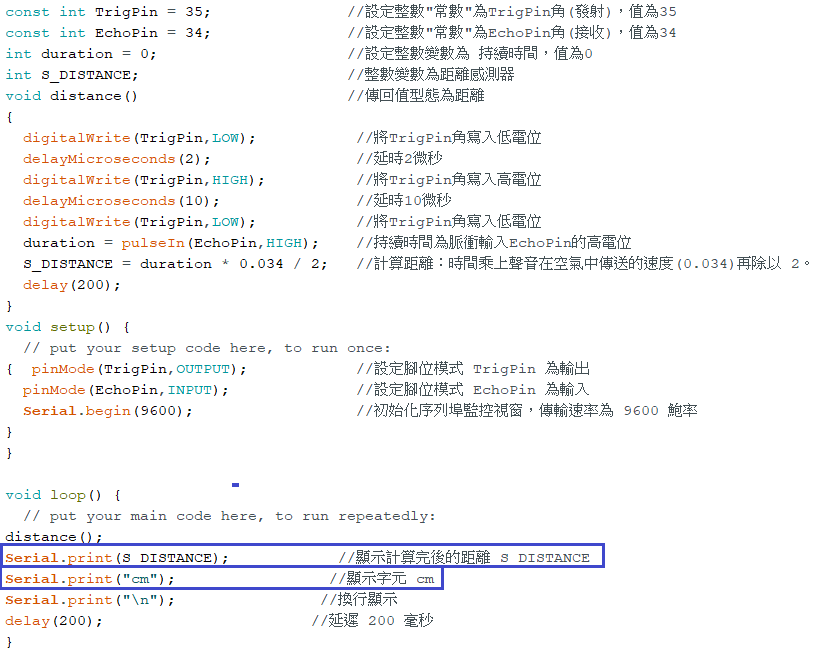 const int TrigPin = 35; //設定整數"常數"為TrigPin角(發射)，值為35
const int EchoPin = 34; //設定整數"常數"為EchoPin角(接收)，值為34
int duration = 0; //設定整數變數為 持續時間，值為0
int S_DISTANCE; //整數變數為距離感測器
void distance() //傳回值型態為距離
{
digitalWrite(TrigPin,LOW); //將TrigPin角寫入低電位
delayMicroseconds(2); //延時2微秒
digitalWrite(TrigPin,HIGH); //將TrigPin角寫入高電位
delayMicroseconds(10); //延時10微秒
digitalWrite(TrigPin,LOW); //將TrigPin角寫入低電位
duration = pulseIn(EchoPin,HIGH); //持續時間為脈衝輸入EchoPin的高電位
S_DISTANCE = duration * 0.034 / 2; //計算距離：時間乘上聲音在空氣中傳送的速度(0.034)再除以 2。
delay(200);
}
void setup() {
// put your setup code here, to run once:
{ pinMode(TrigPin,OUTPUT); //設定腳位模式 TrigPin 為輸出
pinMode(EchoPin,INPUT); //設定腳位模式 EchoPin 為輸入
Serial.begin(9600); //初始化序列埠監控視窗，傳輸速率為 9600 鮑率
}
}
void loop() {
// put your main code here, to run repeatedly:
distance();
Serial.print(S_DISTANCE); //顯示計算完後的距離 S_DISTANCE
Serial.print("cm"); //顯示字元 cm
Serial.print("\n"); //換行顯示
delay(200); //延遲 200 毫秒
}